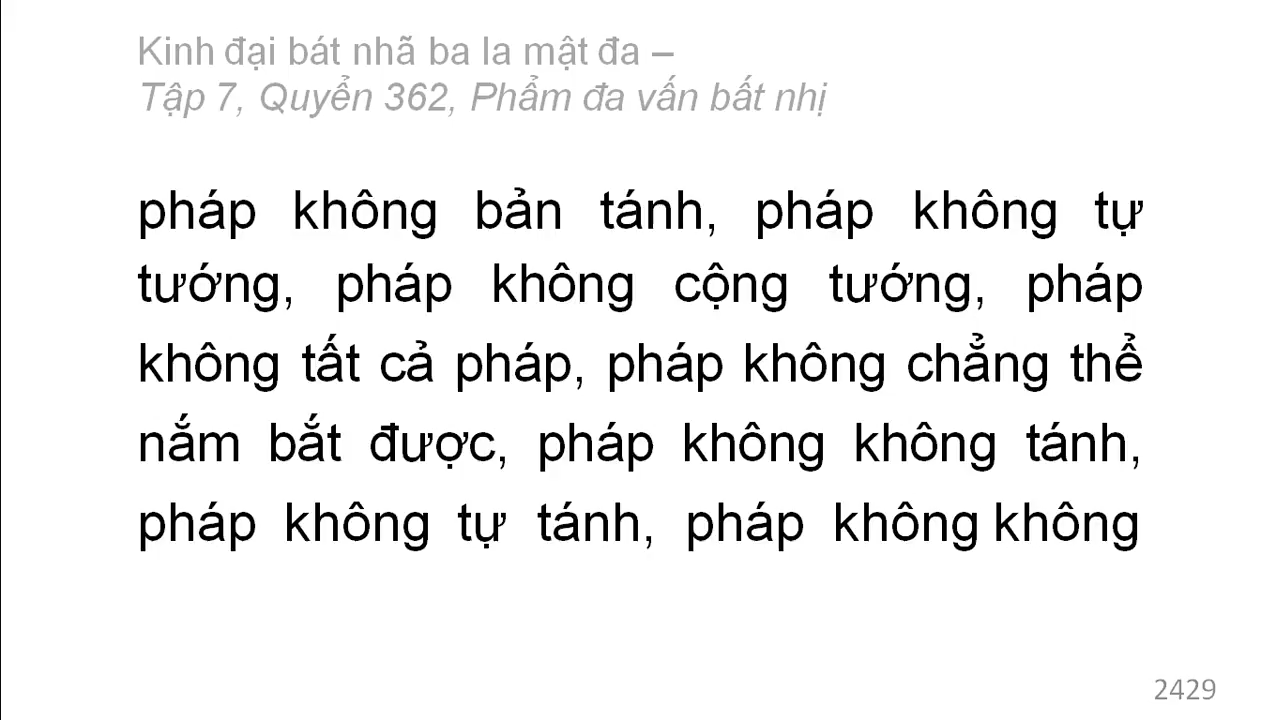 Kinh đại bát nhã ba la mật đa –
Tập 7, Quyển 362, Phẩm đa vấn bất nhị
pháp không bản tánh, pháp không tự
tướng, pháp không cộng tướng, pháp
không tất cả pháp, pháp không chẳng thể
nắm bắt được, pháp không không tánh,
pháp không tự tánh, pháp không không
2429